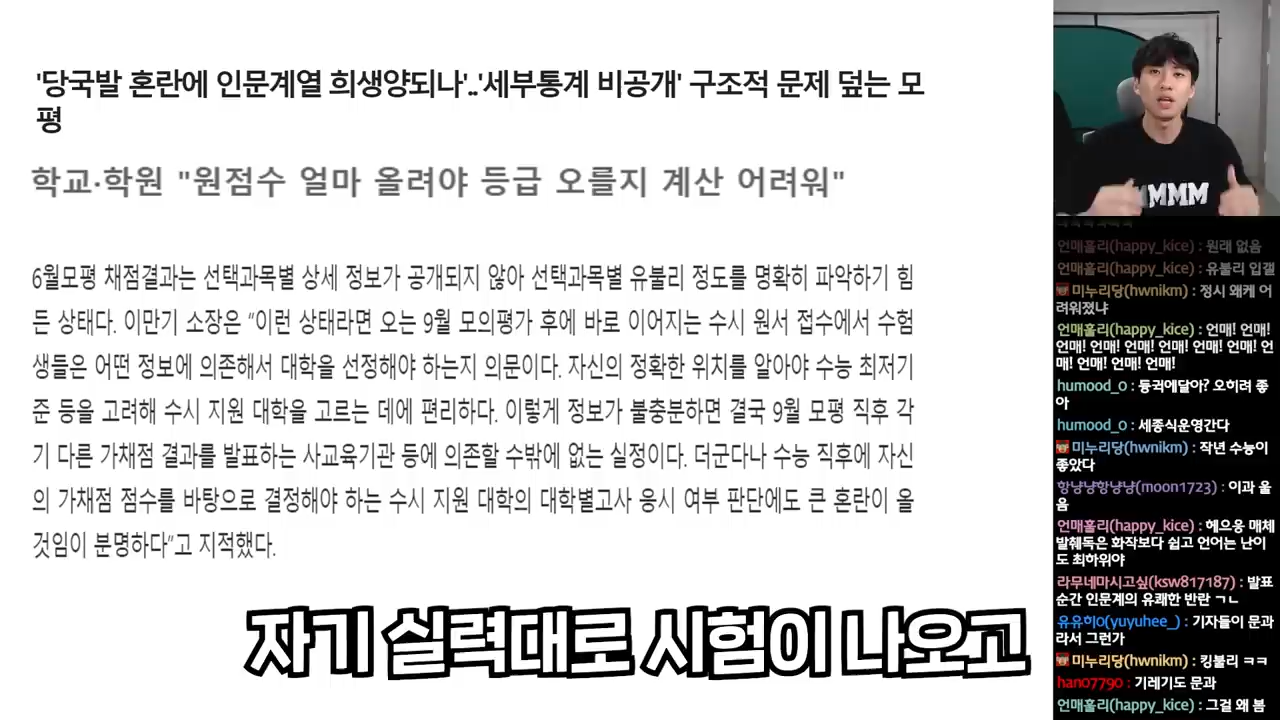 '당국발 혼란에 인문계열 희생양되나'..'세부통계 비공개' 구조적 문제 덮는 모
평
학교·학원 "원점수 얼마 올려야 등급 오를지 계산 어려워"
6월모평 채점결과는 선택과목별 상세 정보가 공개되지 않아 선택과목별 유불리 정도를 명확히 파악하기 힘
든 상태다. 이만기 소장은 "이런 상태라면 오는 9월 모의평가 후에 바로 이어지는 수시 원서 접수에서 수험
생들은 어떤 정보에 의존해서 대학을 선정해야 하는지 의문이다. 자신의 정확한 위치를 알아야 수능 최저기
준 등을 고려해 수시 지원 대학을 고르는 데에 편리하다. 이렇게 정보가 불충분하면 결국 9월 모평 직후 각
기 다른 가채점 결과를 발표하는 사교육기관 등에 의존할 수밖에 없는 실정이다. 더군다나 수능 직후에 자신
의 가채점 점수를 바탕으로 결정해야 하는 수시 지원 대학의 대학별고사 응시 여부 판단에도 큰 혼란이 올
것임이 분명하다"고 지적했다.
자기 실력대로 시험이 나오고
MMMM
언매홀리(happy_kice) : 원래 없음
언매홀리(happy_kice) : 유불리 입갤
미누리당(hwnikm) : 정시 왜케 어
려워졌냐
언매홀리(happy_kice) : 언매! 언매!
언매! 언매! 언매! 언매! 언매! 언매! 언
매! 언매! 언매! 언매!
humood_o : 등귀에달아? 오히려 좋
아
humood_o : 세종식운영간다
미누리당(hwnikm) : 작년 수능이
좋았다
항냥냥항냥냥(moon1723) : 이과 울
음
언매홀리(happy_kice) : 헤으응 매체
발췌독은 화작보다 쉽고 언어는 난이
도 최하위야
라무네마시고싶(ksw817187) : 발표
순간 인문계의 유쾌한 반란 ㄱㄴ
유유히0(yuyuhee_) : 기자들이 문과
라서 그런가
미누리당(hwnikm) : 킹불리 ㅋㅋ
han07790 : 기레기도 문과
언매홀리(happy_kice) : 그걸 왜 봄